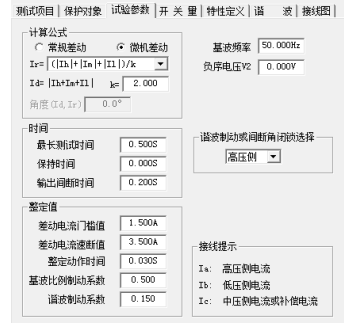 测试项目 保护对象 试验参数 开 关 量 特性定义 谐 波 接线图
计算公式
常规差动 微机差动
Ir= (|Ih|+|Im|+|Il|)/k
Id= |Ih+Im+Il| k= 2.000
角度(Id,Ir) 0.0°
基波频率 50.000Hz
负序电压V2 0.000V
时间
最长测试时间 0.500S
保持时间 0.000S
输出间断时间 0.200S
谐波制动或间断角闭锁选择
高压侧
整定值
差动电流门槛值 1.500A
差动电流速断值 3.500A
整定动作时间 0.030S
基波比例制动系数 0.500
谐波制动系数 0.150
接线提示
Ia: 高压侧电流
Ib: 低压侧电流
Ic: 中压侧电流或补偿电流